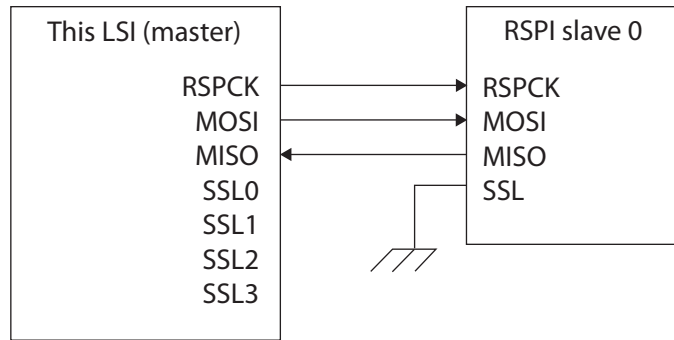 This LSI (master)
RSPCK
MOSI
MISO
SSL0
SSL1
SSL2
SSL3
RSPI slave 0
RSPCK
MOSI
MISO
SSL